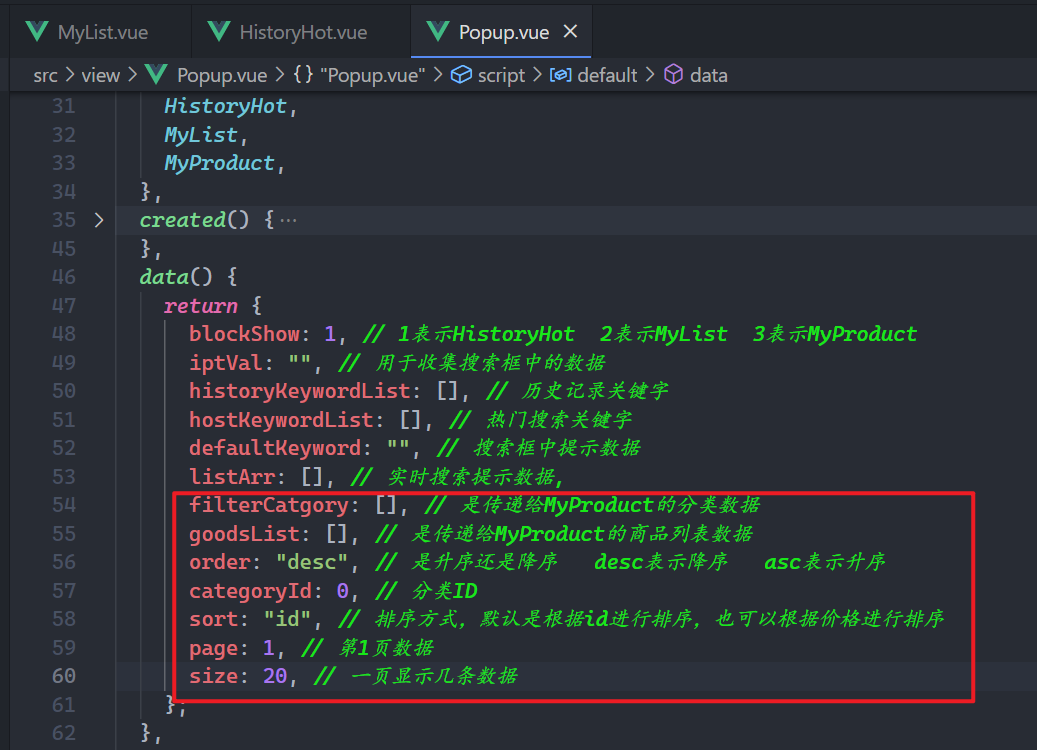 MyList.vue HistoryHot.vue Popup.vue ×
src > view > Popup.vue > {} "Popup.vue" > script > default > data
31 HistoryHot,
32 MyList,
33 MyProduct,
34 },
35 > created() {···
45 },
46 data() {
47 return {
48 blockShow: 1, // 1表示HistoryHot 2表示MyList 3表示MyProduct
49 iptVal: "", // 用于收集搜索框中的数据
50 historyKeywordList: [], // 历史记录关键字
51 hostKeywordList: [], // 热门搜索关键字
52 defaultKeyword: "", // 搜索框中提示数据
53 listArr: [], // 实时搜索提示数据,
54 filterCatgory: [], // 是传递给MyProduct的分类数据
55 goodsList: [], // 是传递给MyProduct的商品列表数据
56 order: "desc", // 是升序还是降序 desc表示降序 asc表示升序
57 categoryId: 0, // 分类ID
58 sort: "id", // 排序方式，默认是根据id进行排序，也可以根据价格进行排序
59 page: 1, // 第1页数据
60 size: 20, // 一页显示几条数据
61 };
62 },